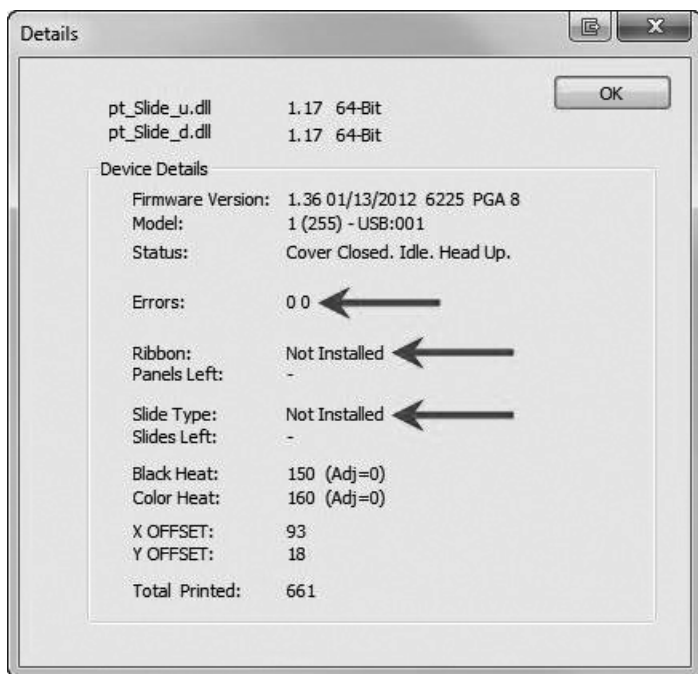 Details
OK
pt_Slide_u.dll 1.17 64-Bit
pt_Slide_d.dll 1.17 64-Bit
Device Details
Firmware Version: 1.36 01/13/2012 6225 PGA 8
Model: 1 (255) - USB:001
Status: Cover Closed. Idle. Head Up.
Errors: 0 0
Ribbon: Not Installed
Panels Left: -
Slide Type: Not Installed
Slides Left: -
Black Heat: 150 (Adj=0)
Color Heat: 160 (Adj=0)
X OFFSET: 93
Y OFFSET: 18
Total Printed: 661